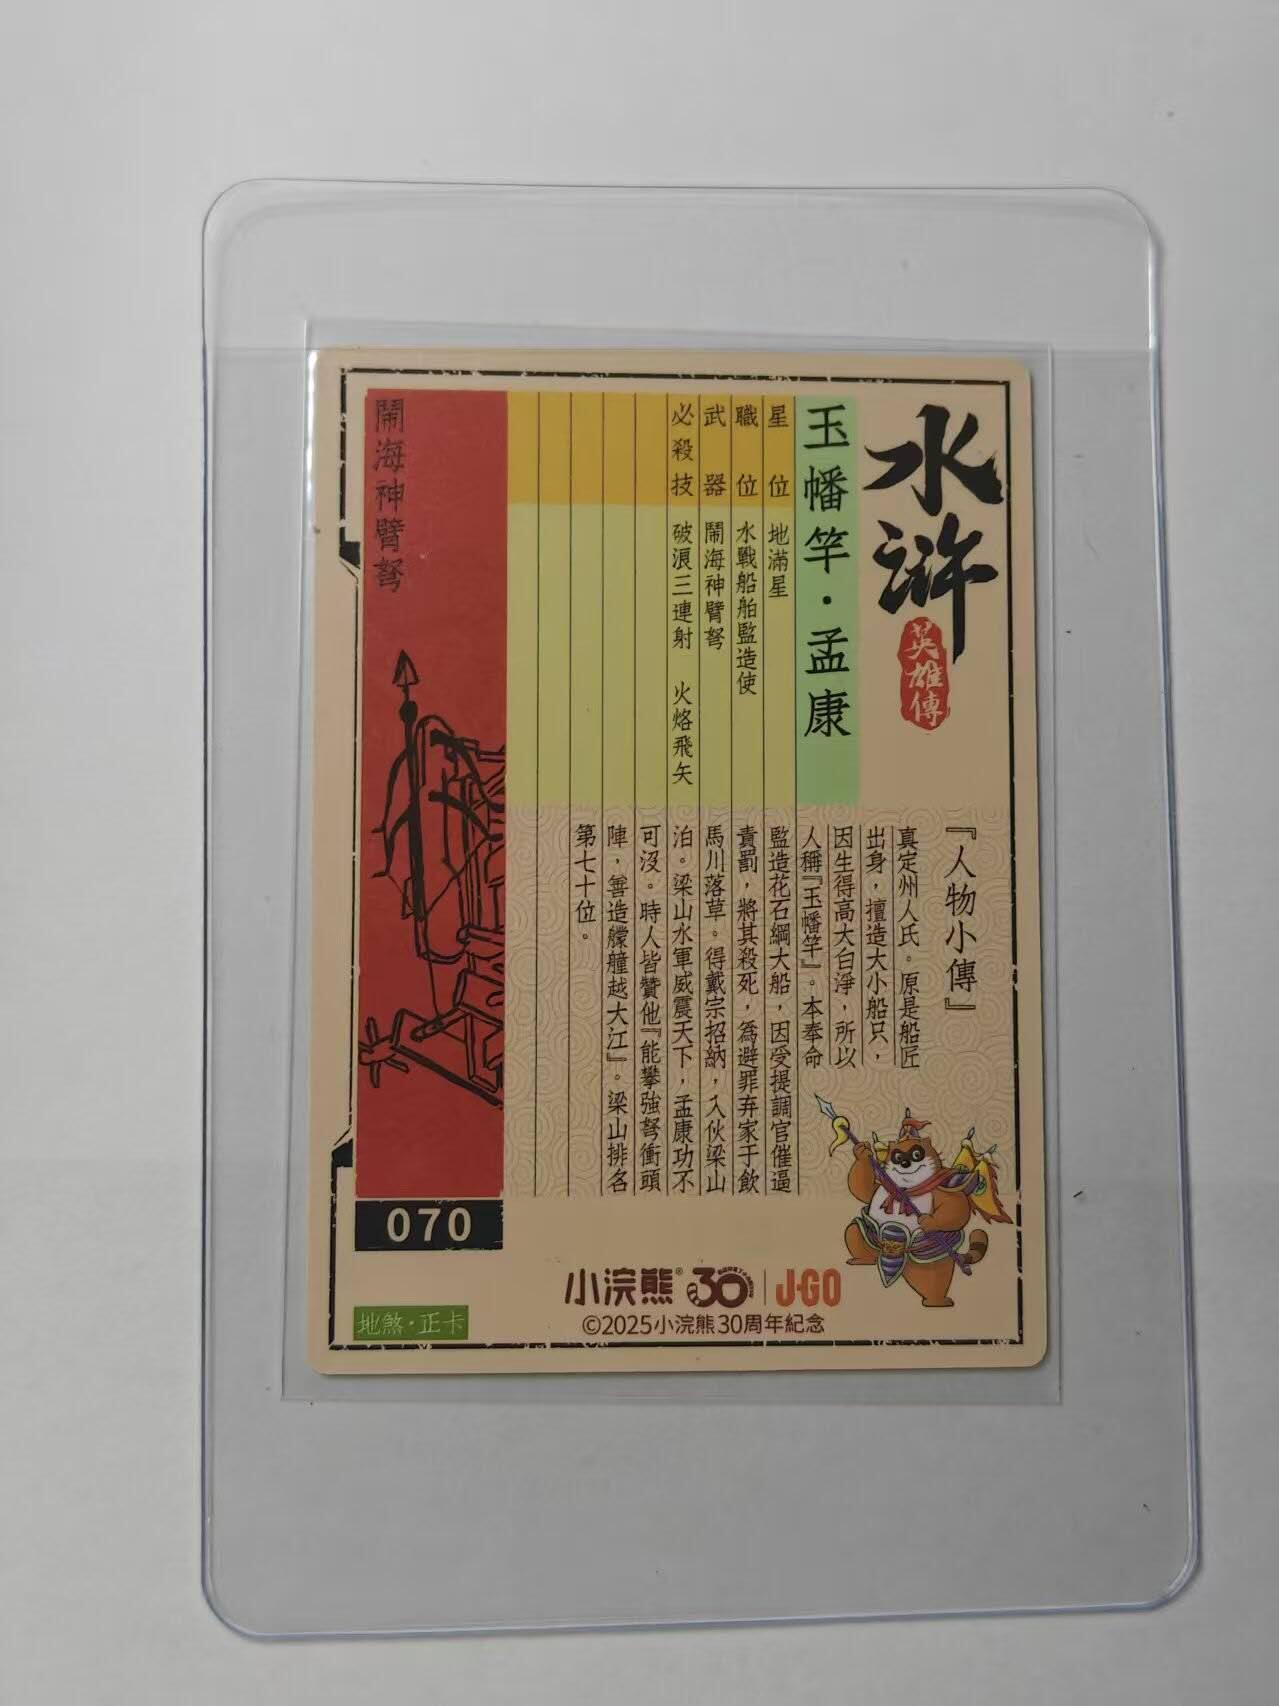 水滸
英雄傳
玉幡竿·孟康
星位 地滿星
職位 水戰船舶監造使
武器 鬧海神臂弩
必殺技 破浪三連射 火烙飛矢
『人物小傳』
真定州人氏。原是船匠
出身，擅造大小船只，
因生得高大白淨，所以
人稱『玉幡竿』。本奉命
監造花石綱大船，因受提調官催逼
責罰，將其殺死，為避罪弃家于飲
馬川落草。得戴宗招納，入伙梁山
泊。梁山水軍威震天下，孟康功不
可沒。時人皆贊他『能攀強弩衝頭
陣，善造艨艟越大江』。梁山排名
第七十位。
鬧海神臂弩
070
地煞·正卡
小浣熊® 30 J-GO
©2025小浣熊30周年紀念